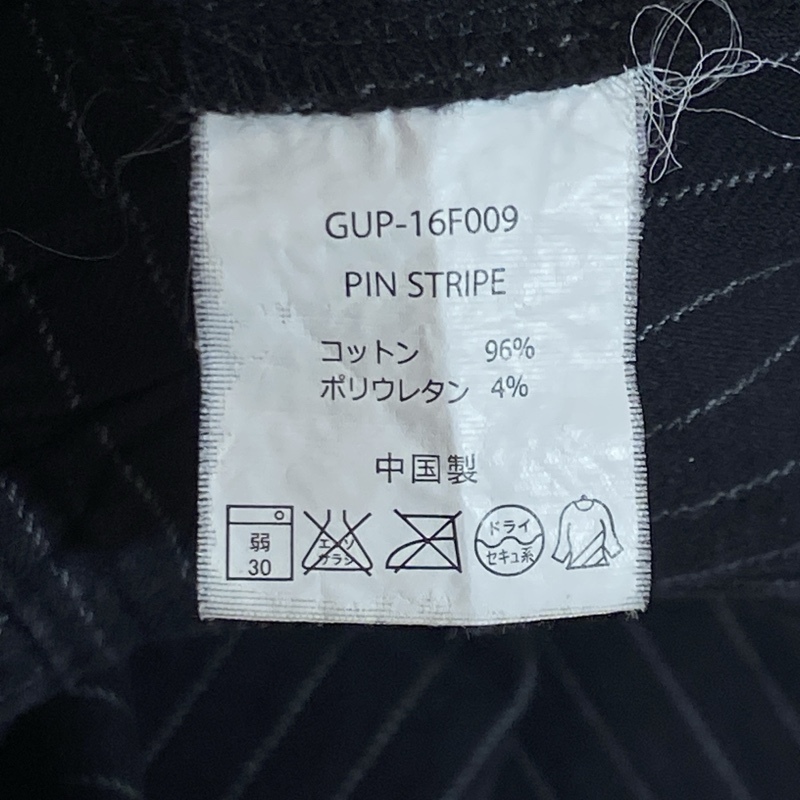 GUP-16F009
PIN STRIPE
コットン 96%
ポリウレタン 4%
中国製
弱
30
エンソ
サラシ
ドライ
セキユ系